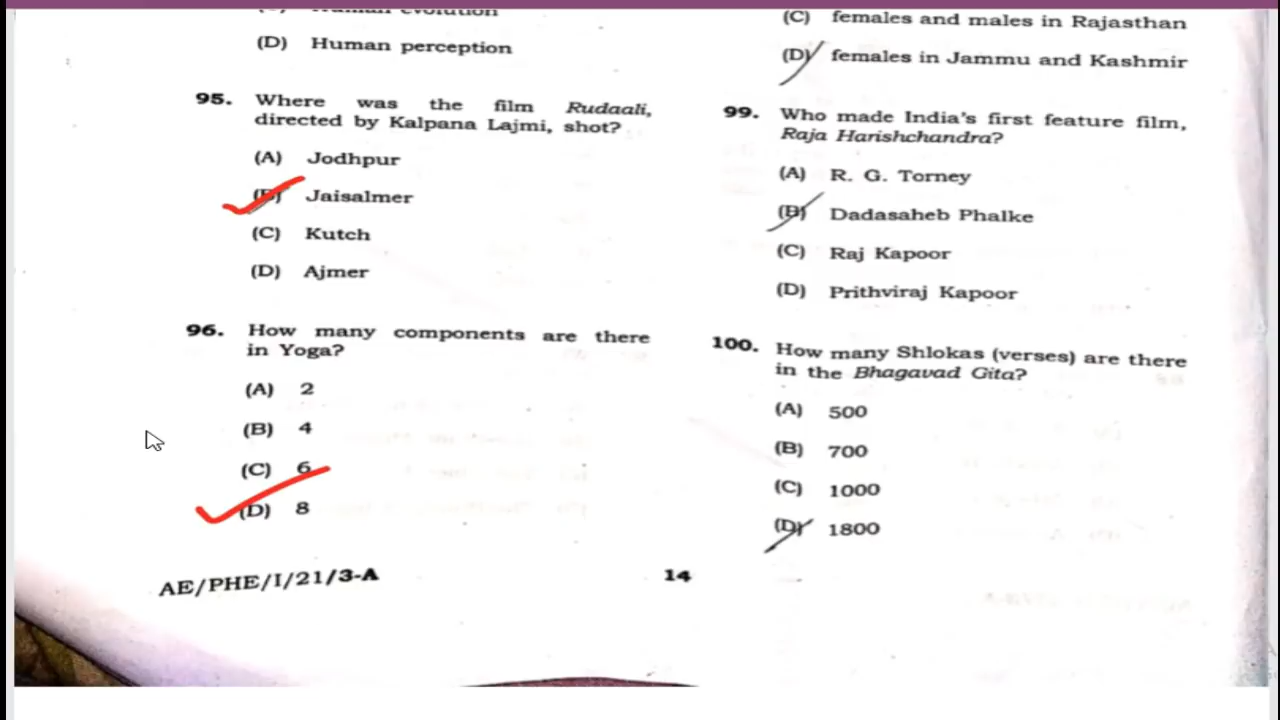 Human evolution
(D) Human perception
95. Where was the film Rudaali,
directed by Kalpana Lajmi, shot?
(A) Jodhpur
(B) Jaisalmer
(C) Kutch
(D) Ajmer
96. How many components are there
in Yoga?
(A) 2
(B) 4
(C) 6
(D) 8
AE/PHE/I/21/3-A
14
(C) females and males in Rajasthan
(D) females in Jammu and Kashmir
99. Who made India's first feature film,
Raja Harishchandra?
(A) R. G. Torney
(B) Dadasaheb Phalke
(C) Raj Kapoor
(D) Prithviraj Kapoor
100. How many Shlokas (verses) are there
in the Bhagavad Gita?
(A) 500
(B) 700
(C) 1000
(D) 1800